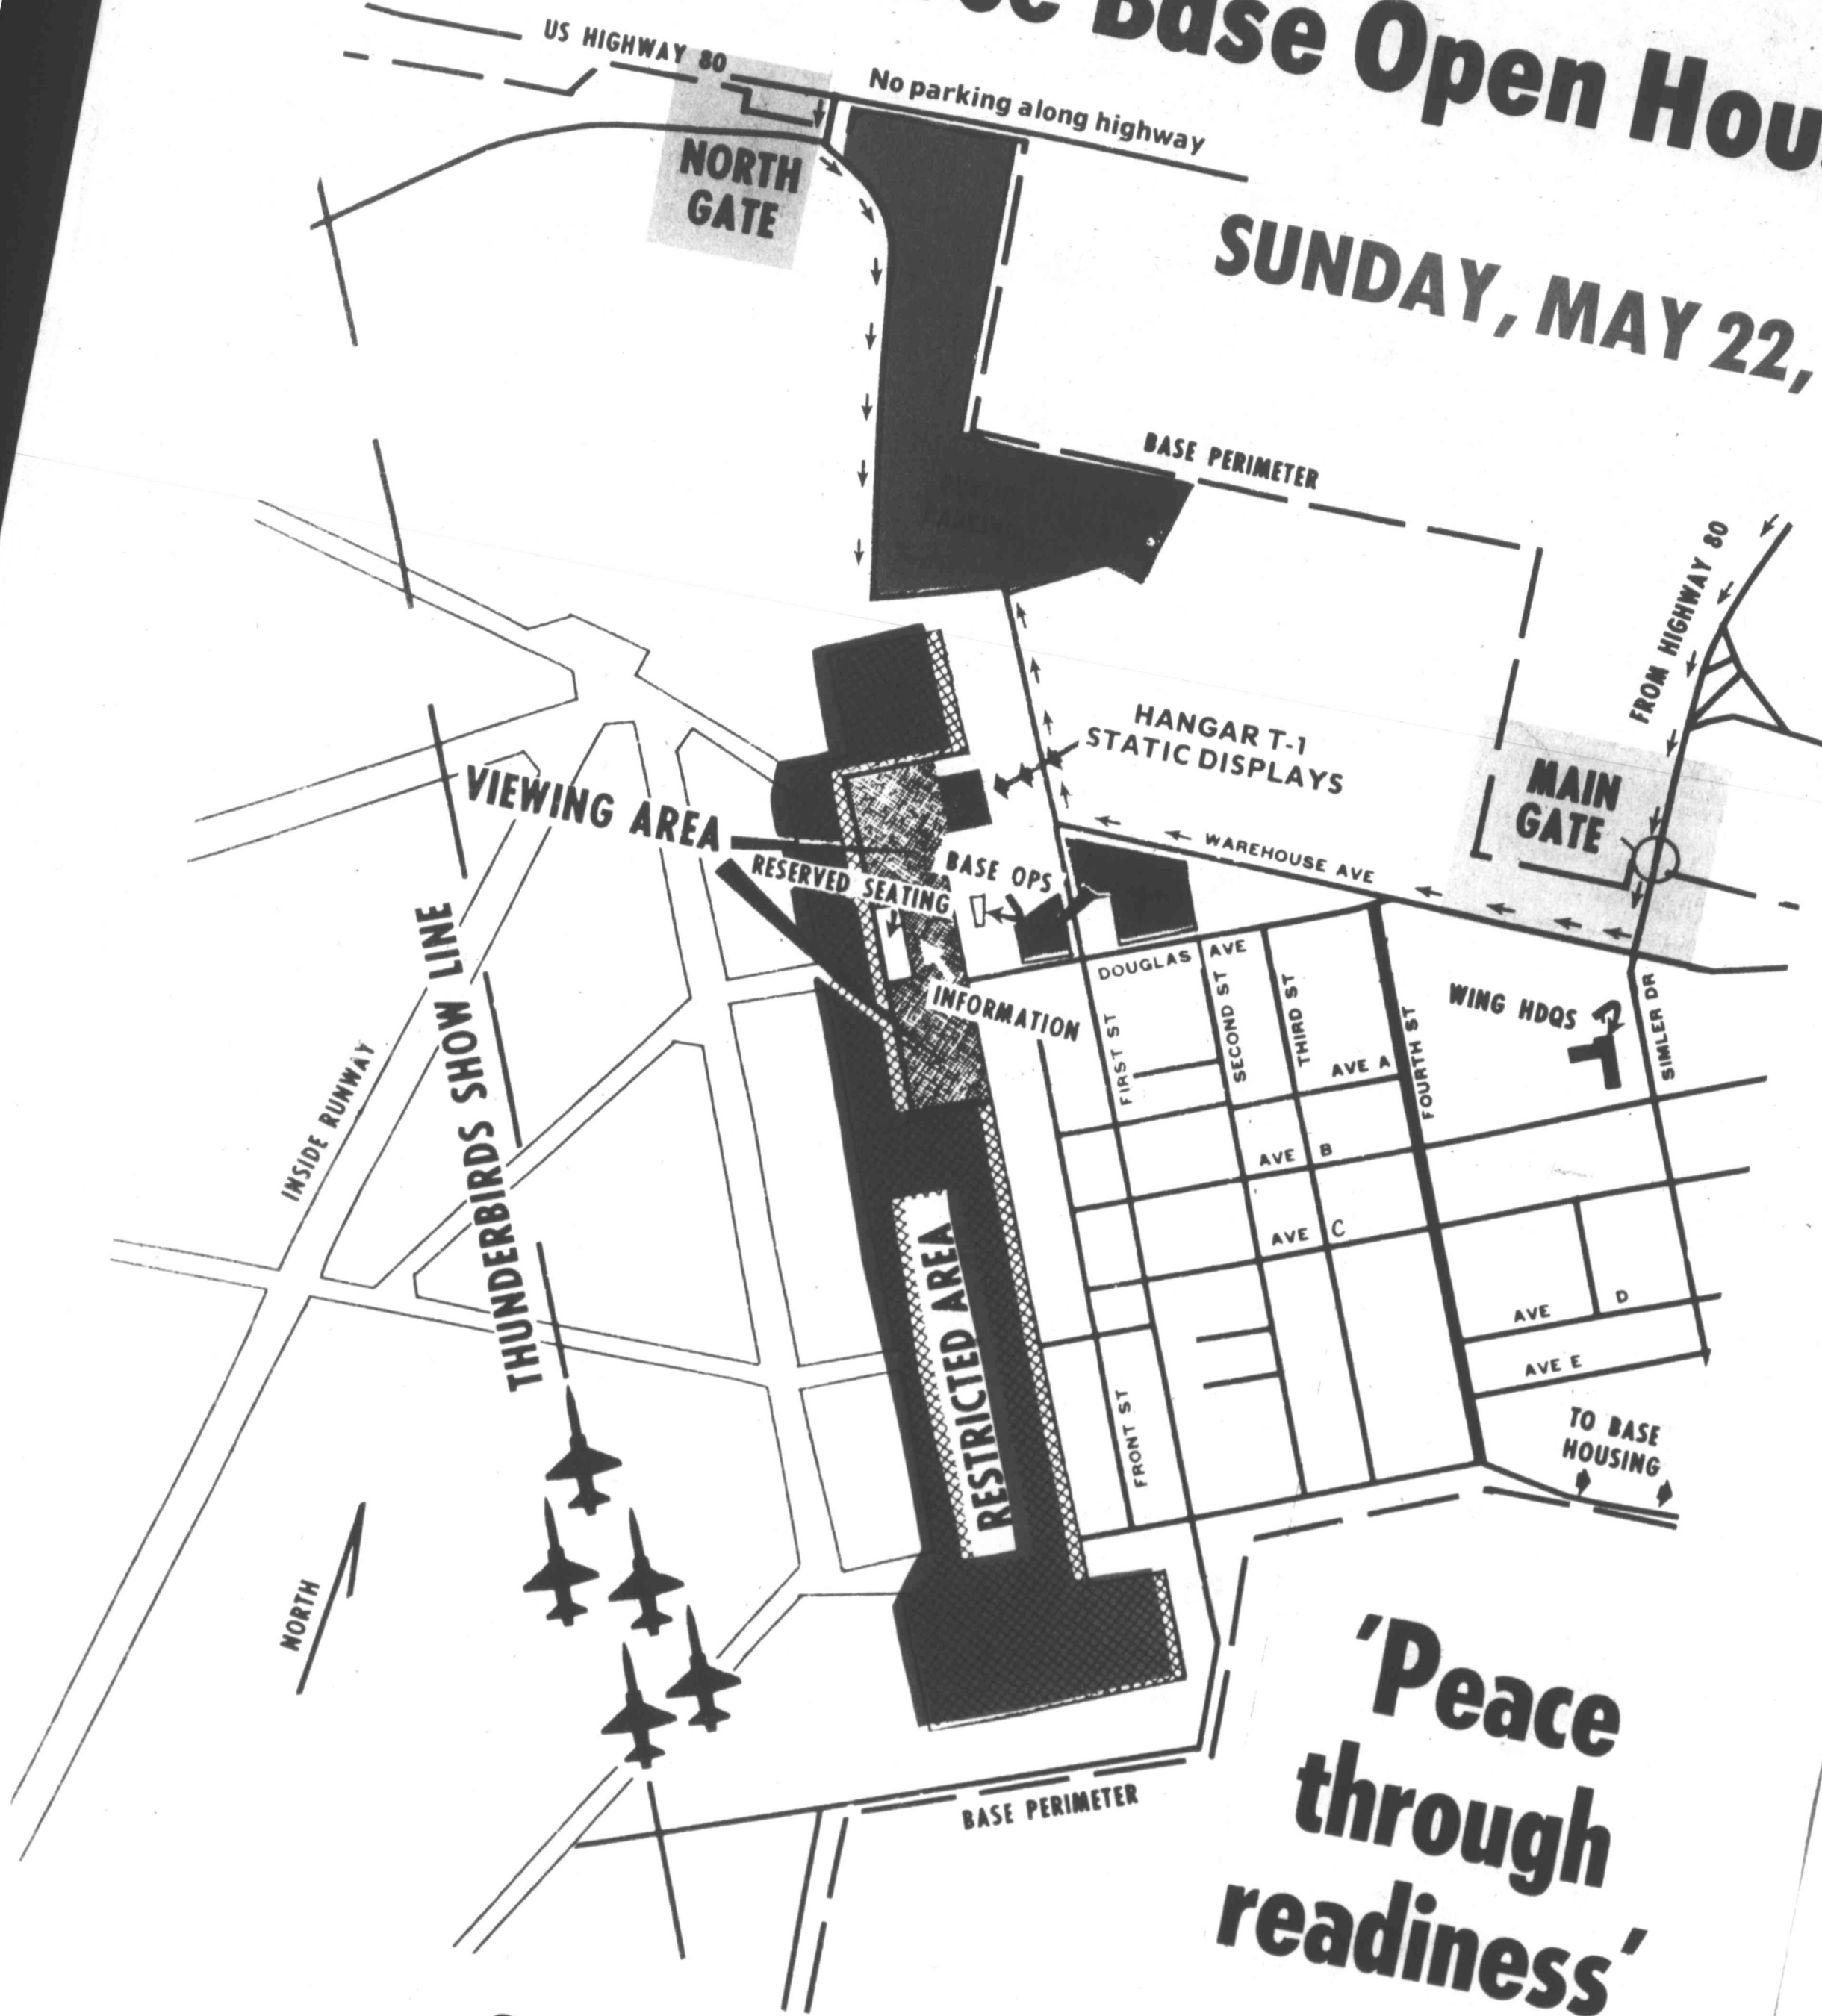 Base Open
SUNDAY, MAY 22,
US HIGHWAY 80
No parking along highway
NORTH
GATE
BASE PERIMETER
FROM HIGHWAY 80
HANGAR T-1
STATIC DISPLAYS
MAIN
GATE
VIEWING AREA
RESERVED SEATING
BASE OPS
WAREHOUSE AVE
INFORMATION
DOUGLAS AVE
FIRST ST
SECOND ST
THIRD ST
FOURTH ST
WING HDQS
SIMLER DR
AVE A
AVE B
AVE C
AVE D
AVE E
FRONT ST
TO BASE
HOUSING
INSIDE RUNWAY
THUNDERBIRDS SHOW LINE
RESTRICTED AREA
NORTH
BASE PERIMETER
'Peace
through
readiness'